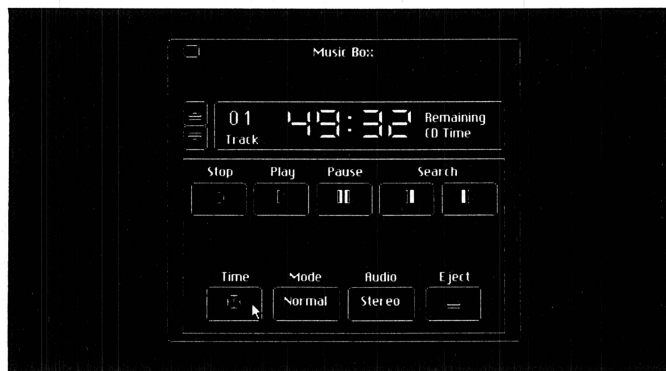 Music Box
01
Track
49:32
Remaining
CD Time
Stop Play Pause Search
Time Mode Audio Eject
Normal Stereo